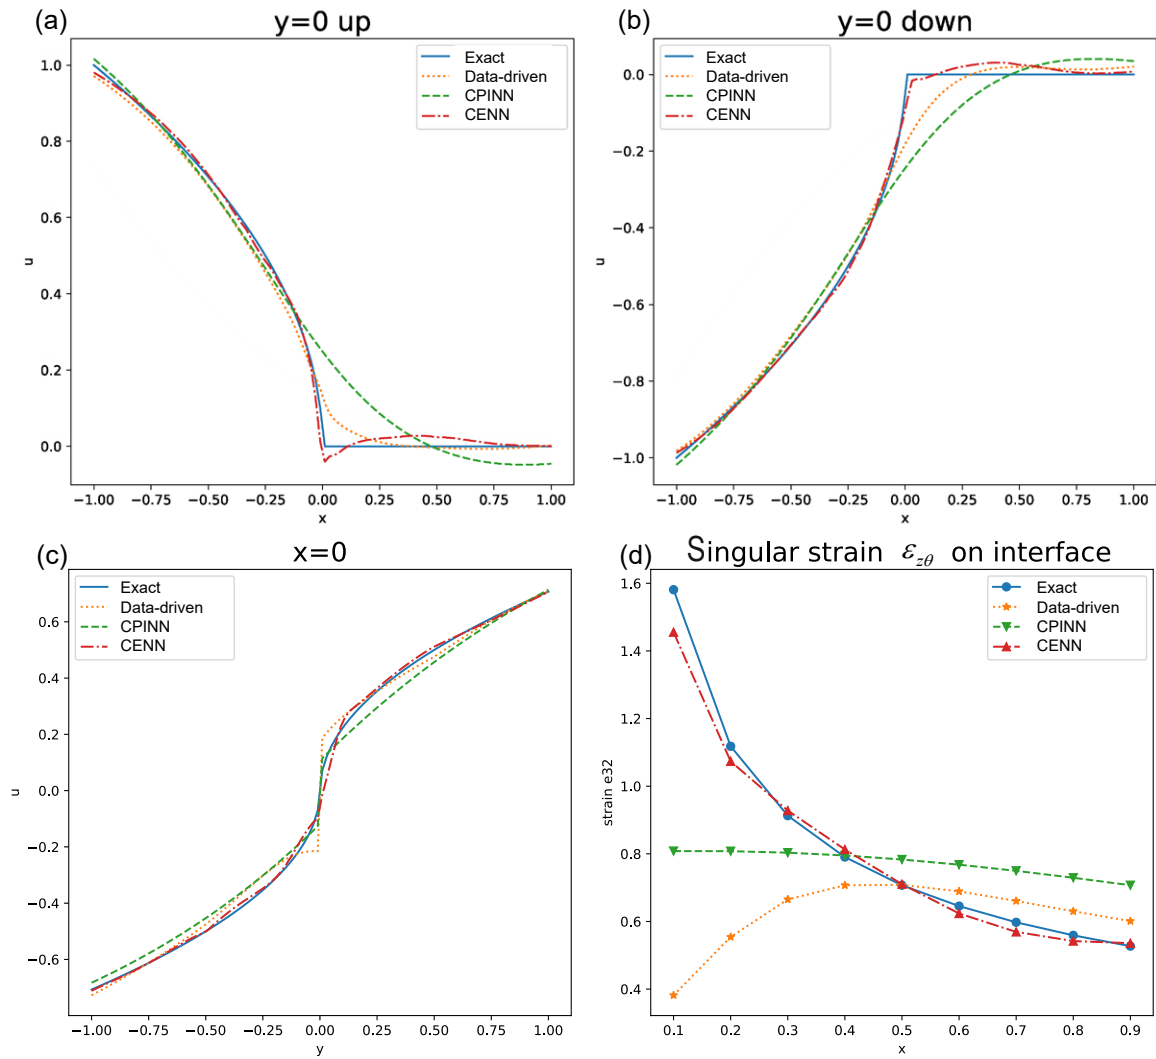 (a) y=0 up
Exact
Data-driven
CPINN
CENN
1.0
0.8
0.6
0.4
0.2
0.0
u
−1.00 −0.75 −0.50 −0.25 0.00 0.25 0.50 0.75 1.00
x
(b) y=0 down
Exact
Data-driven
CPINN
CENN
0.0
−0.2
−0.4
−0.6
−0.8
−1.0
u
−1.00 −0.75 −0.50 −0.25 0.00 0.25 0.50 0.75 1.00
x
(c) x=0
Exact
Data-driven
CPINN
CENN
0.6
0.4
0.2
0.0
−0.2
−0.4
−0.6
u
−1.00 −0.75 −0.50 −0.25 0.00 0.25 0.50 0.75 1.00
y
(d) Singular strain ε_{zθ} on interface
Exact
Data-driven
CPINN
CENN
1.6
1.4
1.2
1.0
0.8
0.6
0.4
strain e32
0.1 0.2 0.3 0.4 0.5 0.6 0.7 0.8 0.9
x